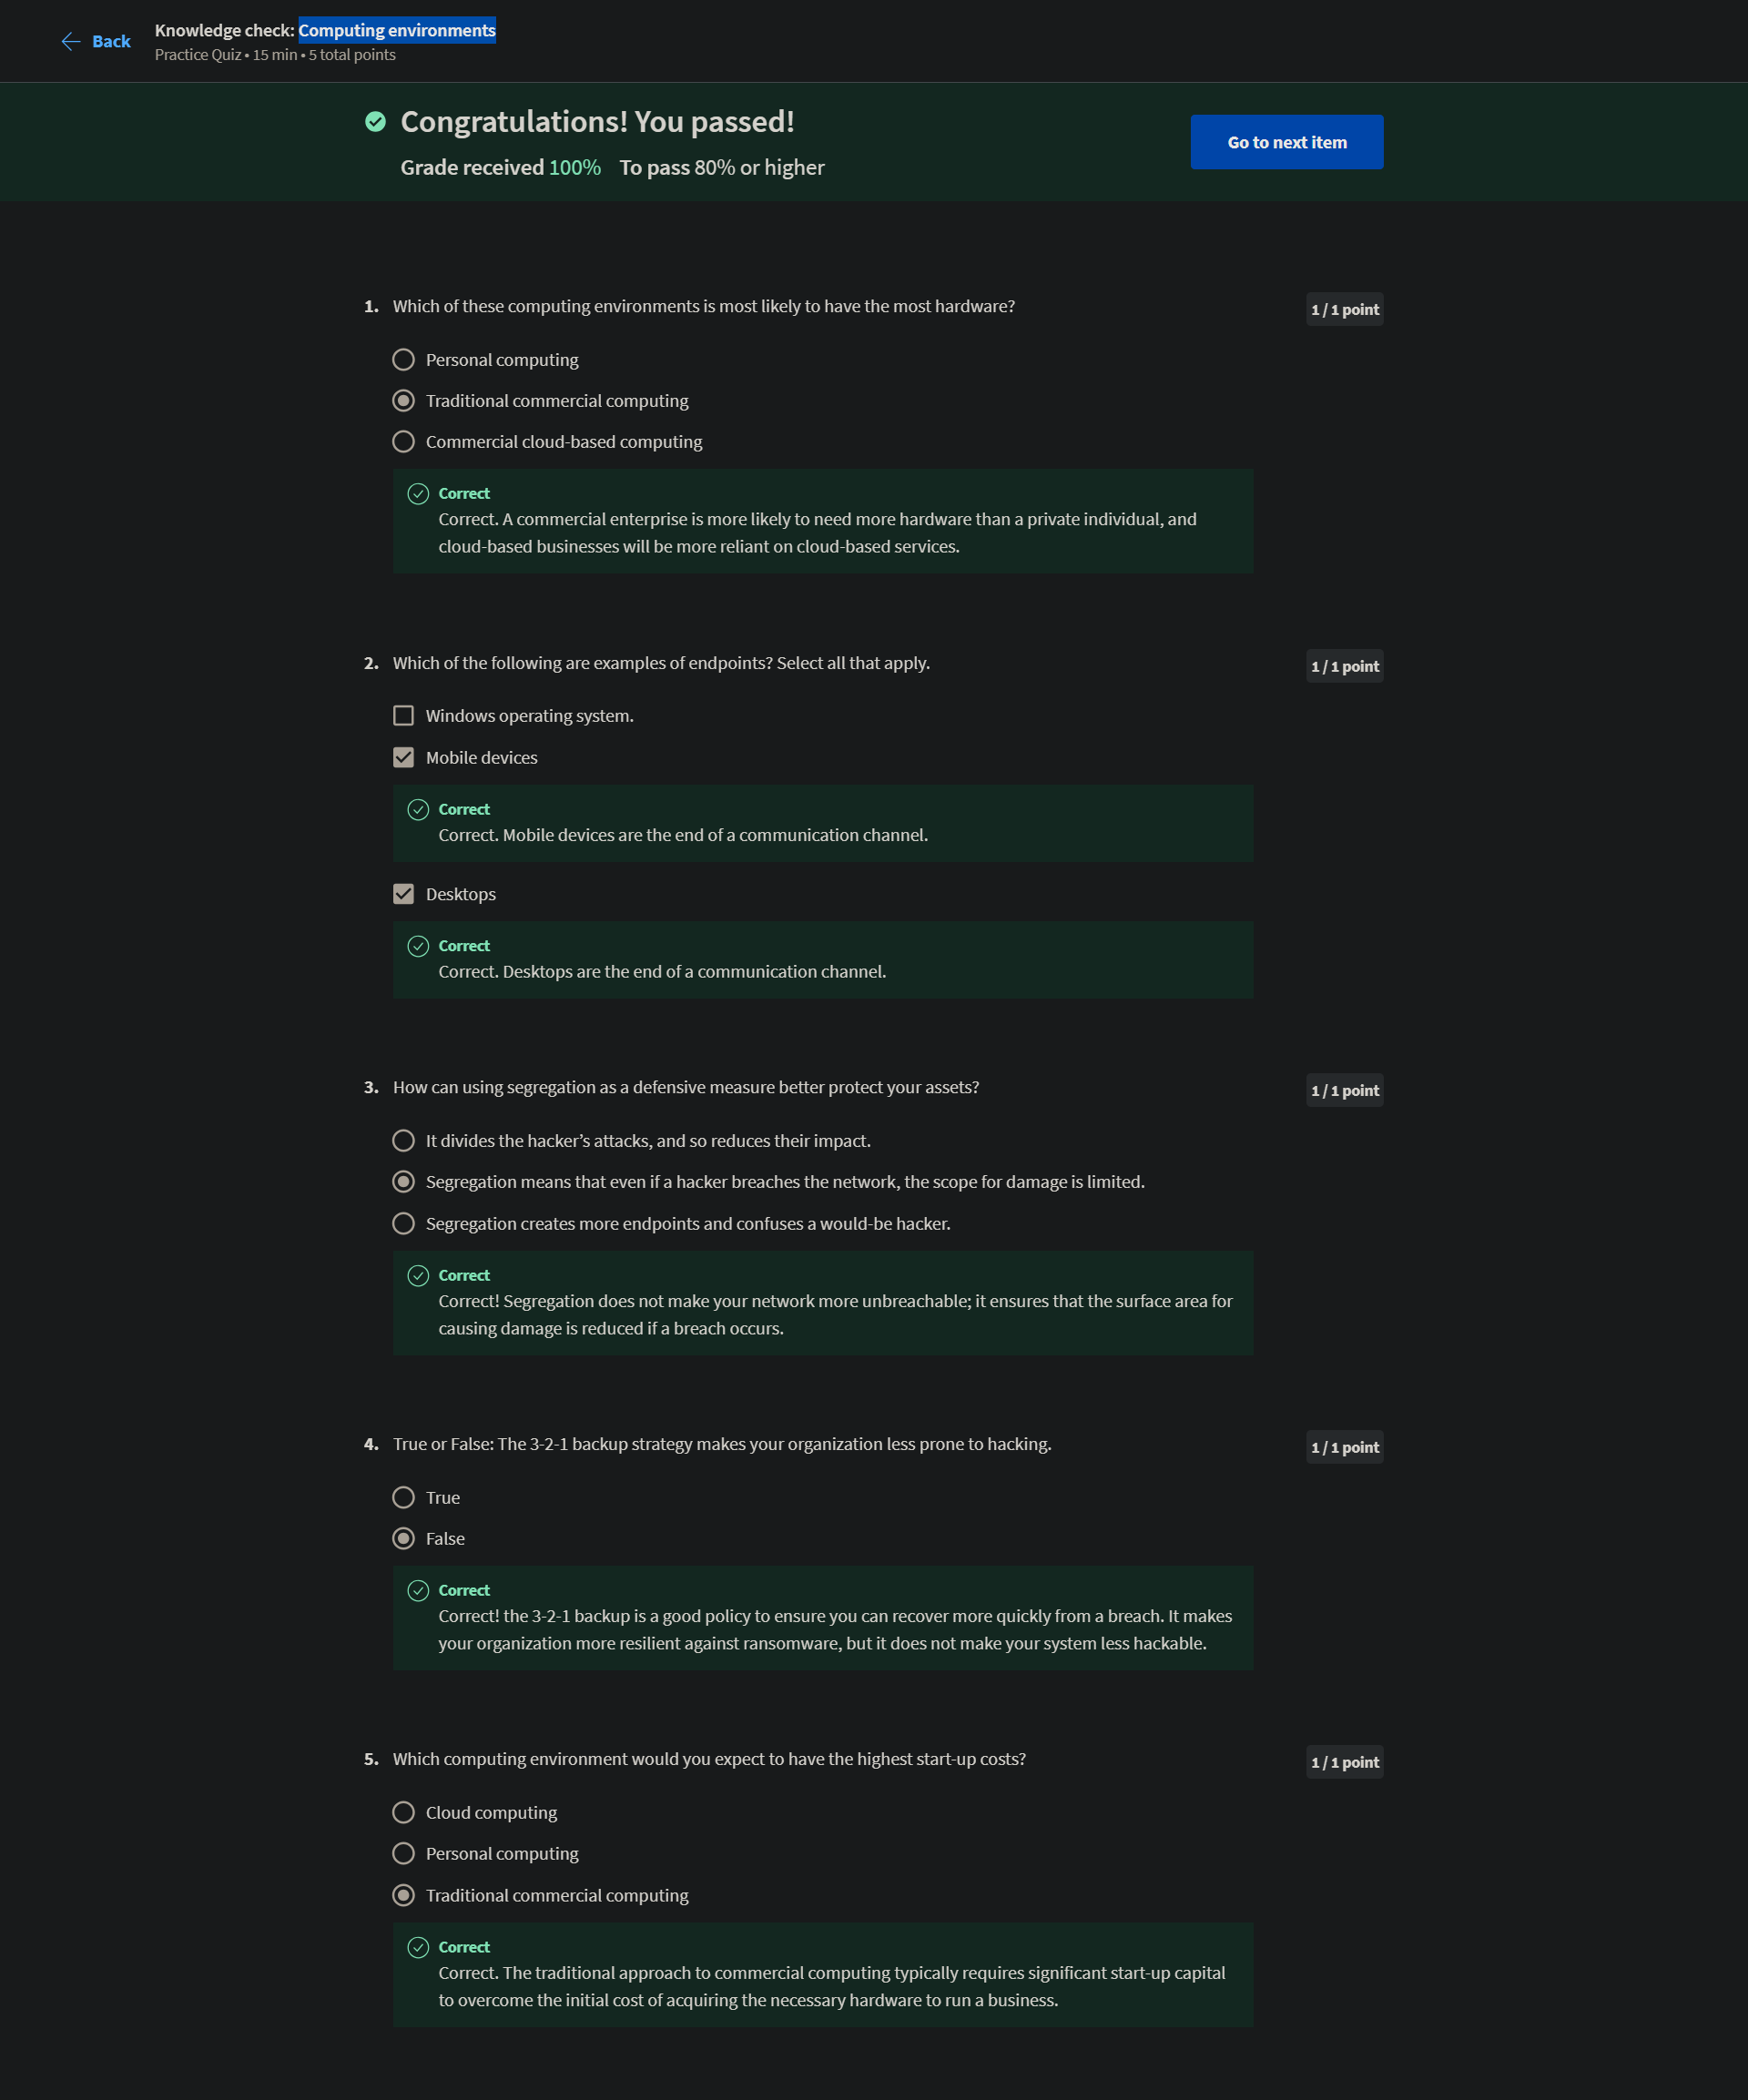 Back
Knowledge check: Computing environments
Practice Quiz • 15 min • 5 total points
Congratulations! You passed!
Grade received 100% To pass 80% or higher
Go to next item
1. Which of these computing environments is most likely to have the most hardware?
1 / 1 point
Personal computing
Traditional commercial computing
Commercial cloud-based computing
Correct
Correct. A commercial enterprise is more likely to need more hardware than a private individual, and
cloud-based businesses will be more reliant on cloud-based services.
2. Which of the following are examples of endpoints? Select all that apply.
1 / 1 point
Windows operating system.
Mobile devices
Correct
Correct. Mobile devices are the end of a communication channel.
Desktops
Correct
Correct. Desktops are the end of a communication channel.
3. How can using segregation as a defensive measure better protect your assets?
1 / 1 point
It divides the hacker’s attacks, and so reduces their impact.
Segregation means that even if a hacker breaches the network, the scope for damage is limited.
Segregation creates more endpoints and confuses a would-be hacker.
Correct
Correct! Segregation does not make your network more unbreachable; it ensures that the surface area for
causing damage is reduced if a breach occurs.
4. True or False: The 3-2-1 backup strategy makes your organization less prone to hacking.
1 / 1 point
True
False
Correct
Correct! the 3-2-1 backup is a good policy to ensure you can recover more quickly from a breach. It makes
your organization more resilient against ransomware, but it does not make your system less hackable.
5. Which computing environment would you expect to have the highest start-up costs?
1 / 1 point
Cloud computing
Personal computing
Traditional commercial computing
Correct
Correct. The traditional approach to commercial computing typically requires significant start-up capital
to overcome the initial cost of acquiring the necessary hardware to run a business.